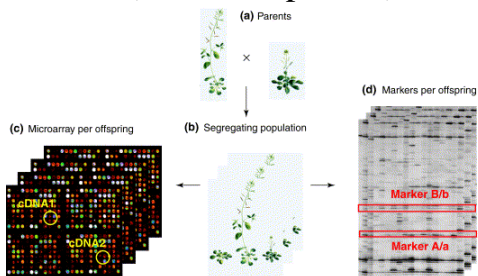 (a) Parents
×
(d) Markers per offspring
(c) Microarray per offspring
(b) Segregating population
cDNA1
cDNA2
Marker B/b
Marker A/a